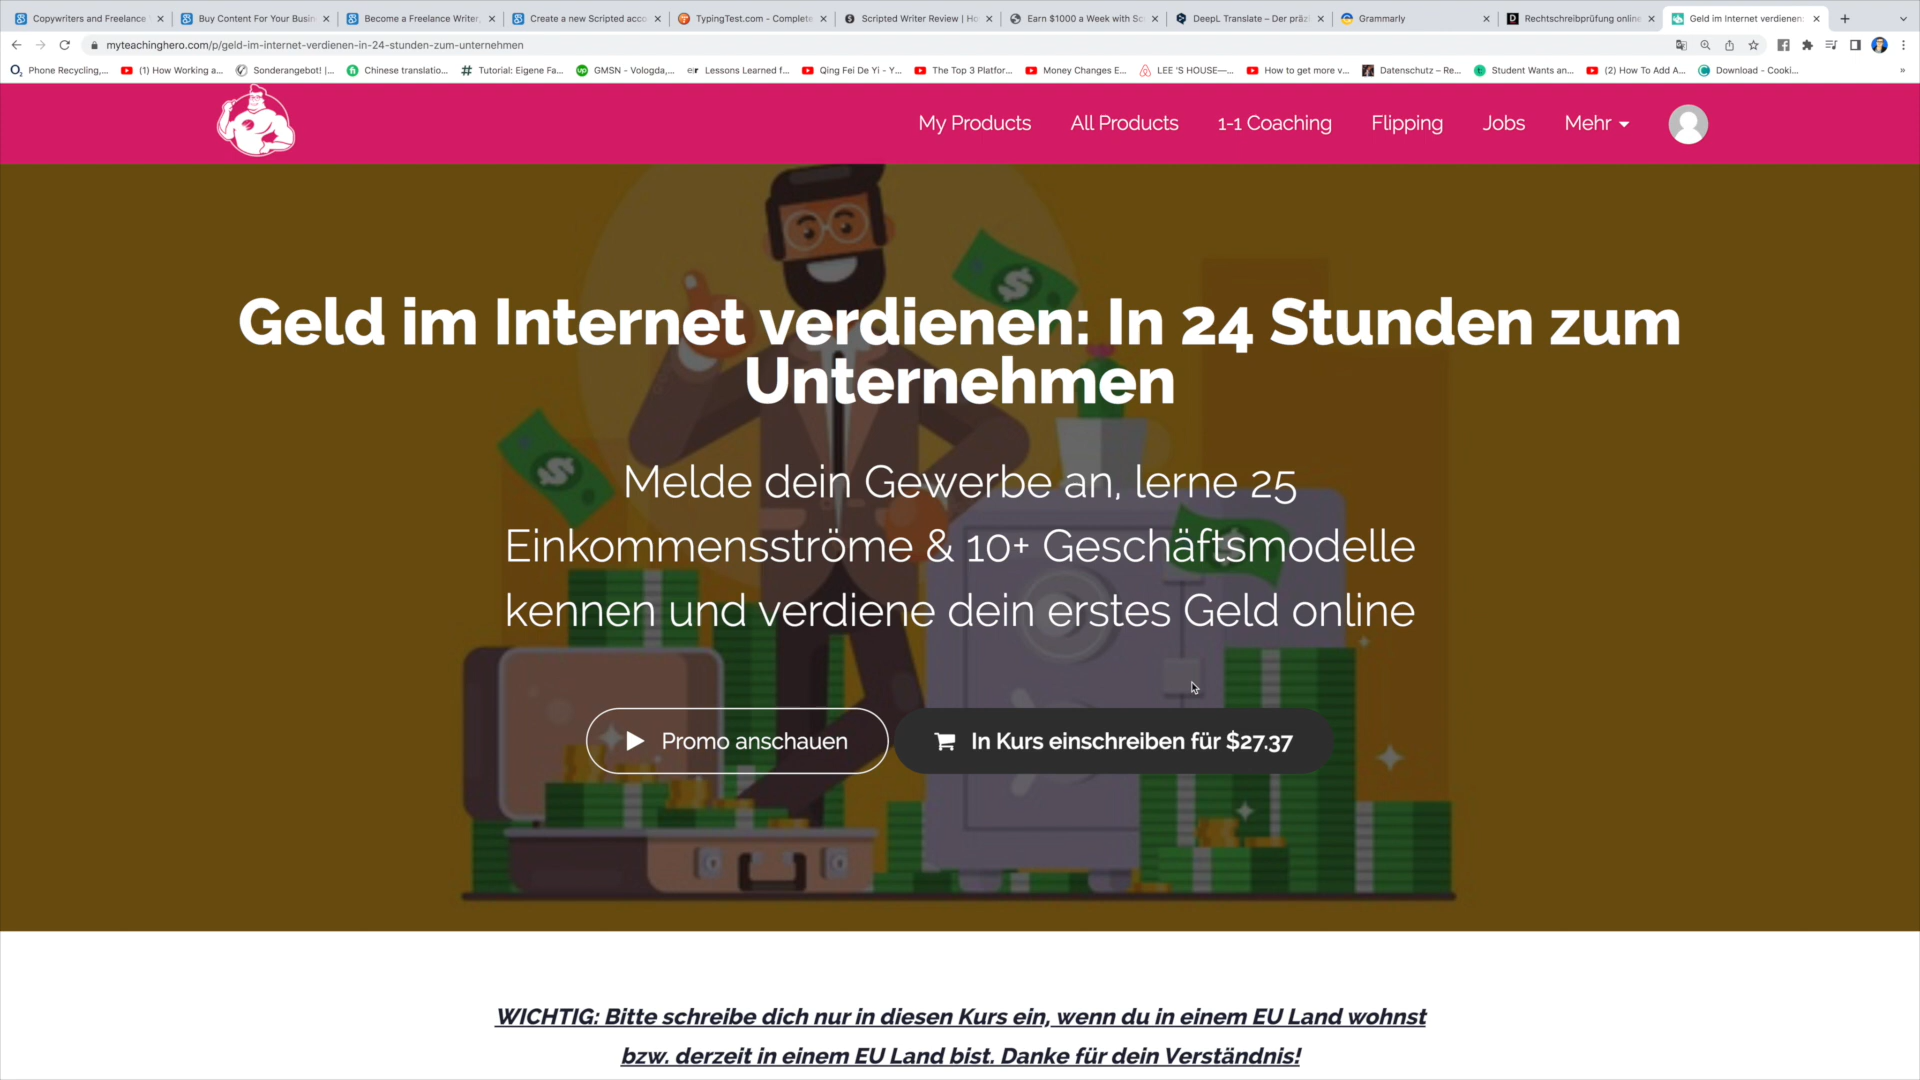 Copywriters and Freelance
Buy Content For Your Busin
Become a Freelance Writer,
Create a new Scripted acco
TypingTest.com - Complete
Scripted Writer Review | Ho
Earn $1000 a Week with Sc
DeepL Translate – Der präzi
Grammarly
Rechtschreibprüfung online
Geld im Internet verdienen:
myteachinghero.com/p/geld-im-internet-verdienen-in-24-stunden-zum-unternehmen
Phone Recycling,...
(1) How Working a...
Sonderangebot! |...
Chinese translatio...
Tutorial: Eigene Fa...
GMSN - Vologda,...
Lessons Learned f...
Qing Fei De Yi - Y...
The Top 3 Platfor...
Money Changes E...
LEE 'S HOUSE—...
How to get more v...
Datenschutz – Re...
Student Wants an...
(2) How To Add A...
Download - Cooki...
My Products
All Products
1-1 Coaching
Flipping
Jobs
Mehr
Geld im Internet verdienen: In 24 Stunden zum
Unternehmen
Melde dein Gewerbe an, lerne 25
Einkommensströme & 10+ Geschäftsmodelle
kennen und verdiene dein erstes Geld online
Promo anschauen
In Kurs einschreiben für $27.37
WICHTIG: Bitte schreibe dich nur in diesen Kurs ein, wenn du in einem EU Land wohnst
bzw. derzeit in einem EU Land bist. Danke für dein Verständnis!